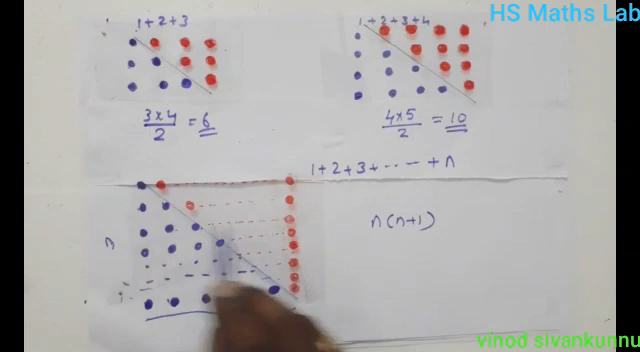 HS Maths Lab
1+2+3
1+2+3+4
3×4/2 = 6
4×5/2 = 10
1+2+3+-----+n
n
n(n+1)
vinod sivankunnu